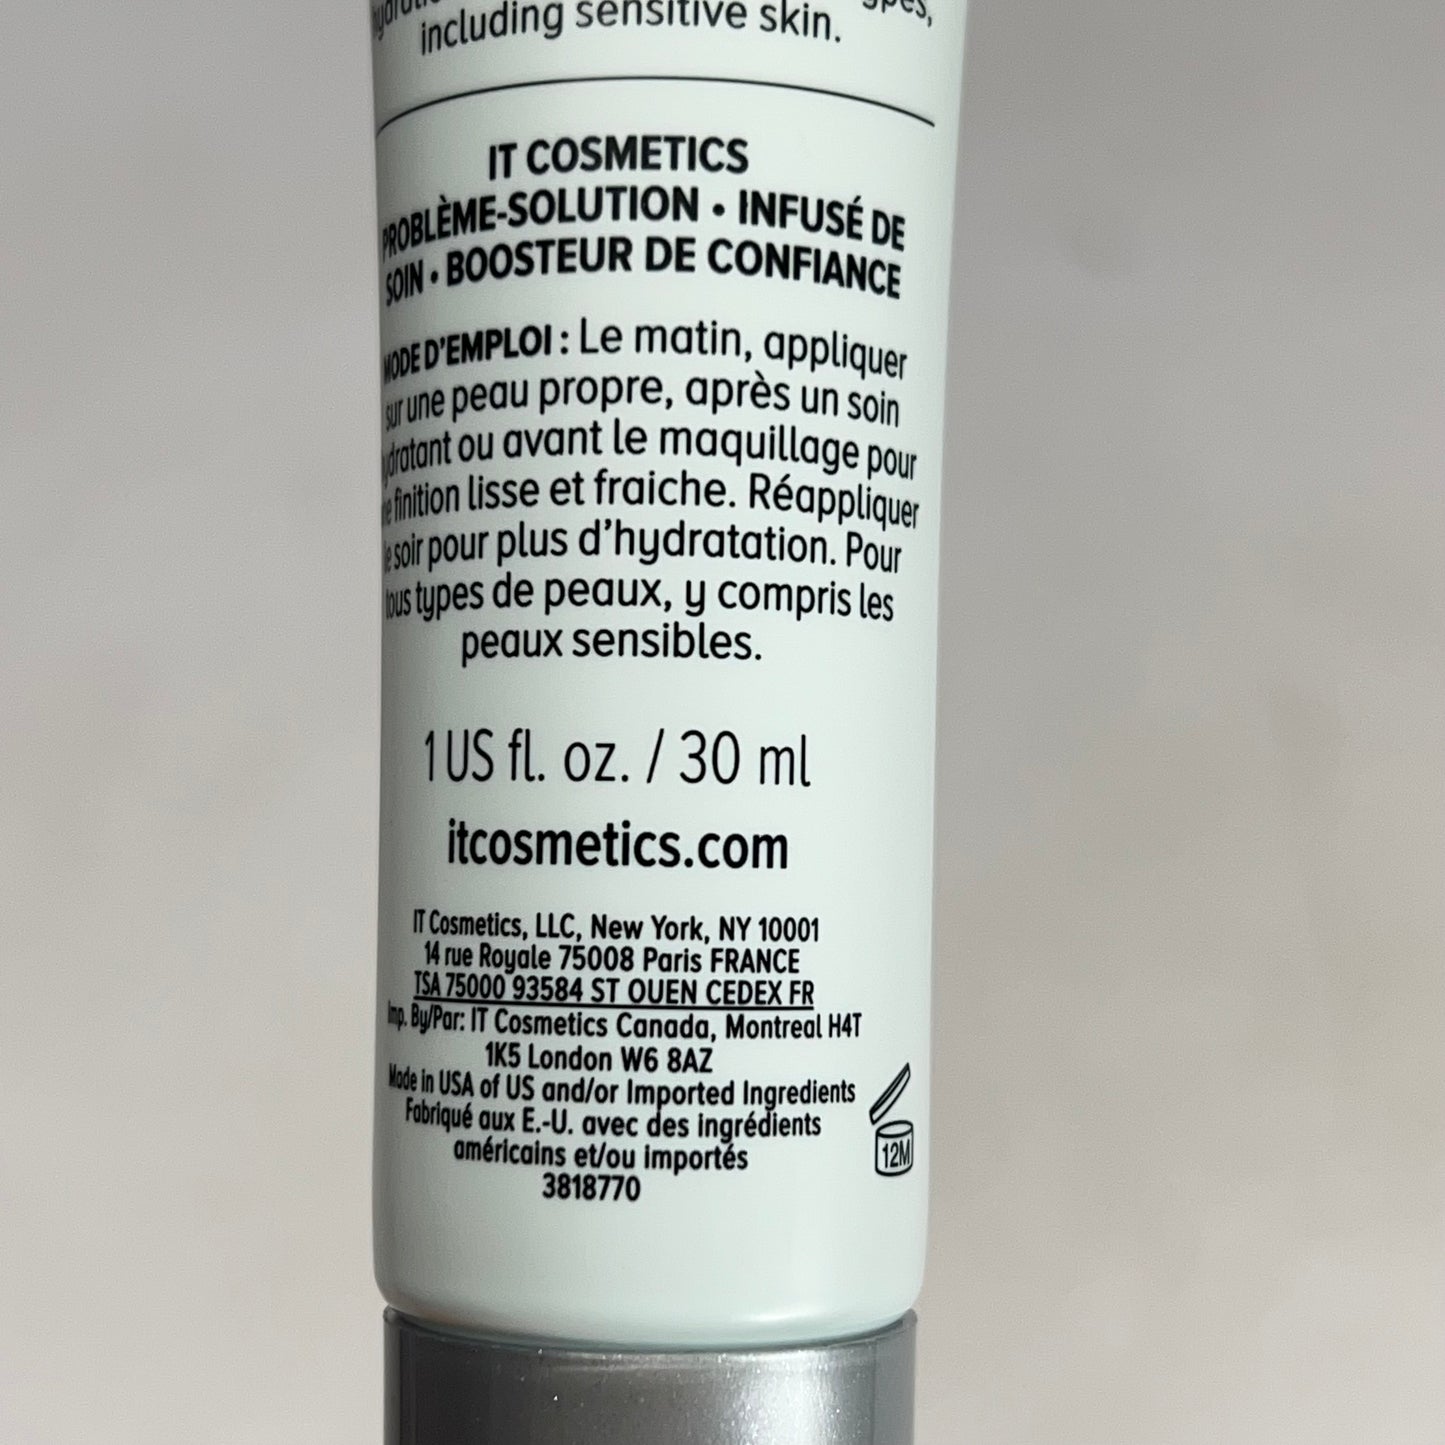 including sensitive skin.
IT COSMETICS
PROBLÈME-SOLUTION • INFUSÉ DE
SOIN • BOOSTEUR DE CONFIANCE
MODE D'EMPLOI : Le matin, appliquer
sur une peau propre, après un soin
hydratant ou avant le maquillage pour
finition lisse et fraiche. Réappliquer
le soir pour plus d'hydratation. Pour
tous types de peaux, y compris les
peaux sensibles.
1 US fl. oz. / 30 ml
itcosmetics.com
IT Cosmetics, LLC, New York, NY 10001
14 rue Royale 75008 Paris FRANCE
TSA 75000 93584 ST OUEN CEDEX FR
Imp. By/Par: IT Cosmetics Canada, Montreal H4T
1K5 London W6 8AZ
Made in USA of US and/or Imported Ingredients
Fabriqué aux E.-U. avec des ingrédients
américains et/ou importés
12M
3818770